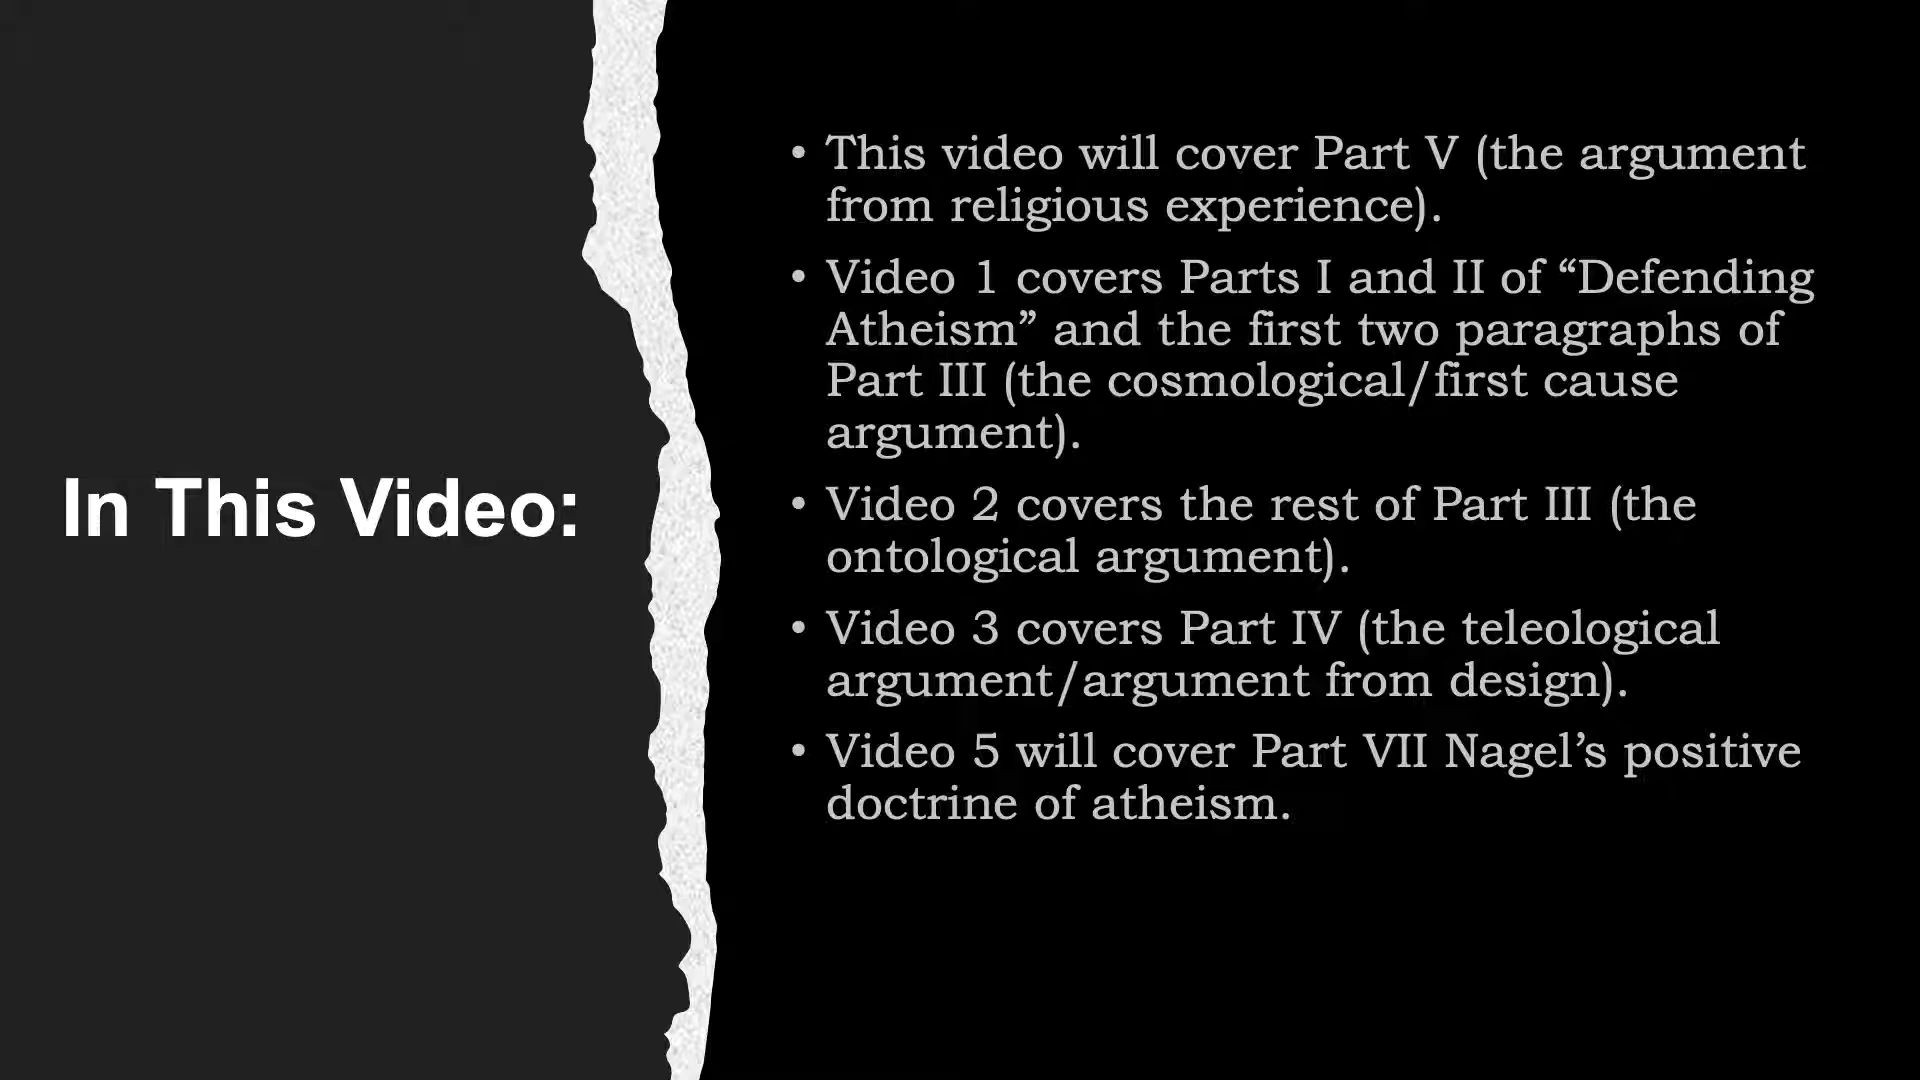 In This Video:
• This video will cover Part V (the argument
from religious experience).
• Video 1 covers Parts I and II of “Defending
Atheism” and the first two paragraphs of
Part III (the cosmological/first cause
argument).
• Video 2 covers the rest of Part III (the
ontological argument).
• Video 3 covers Part IV (the teleological
argument/argument from design).
• Video 5 will cover Part VII Nagel’s positive
doctrine of atheism.